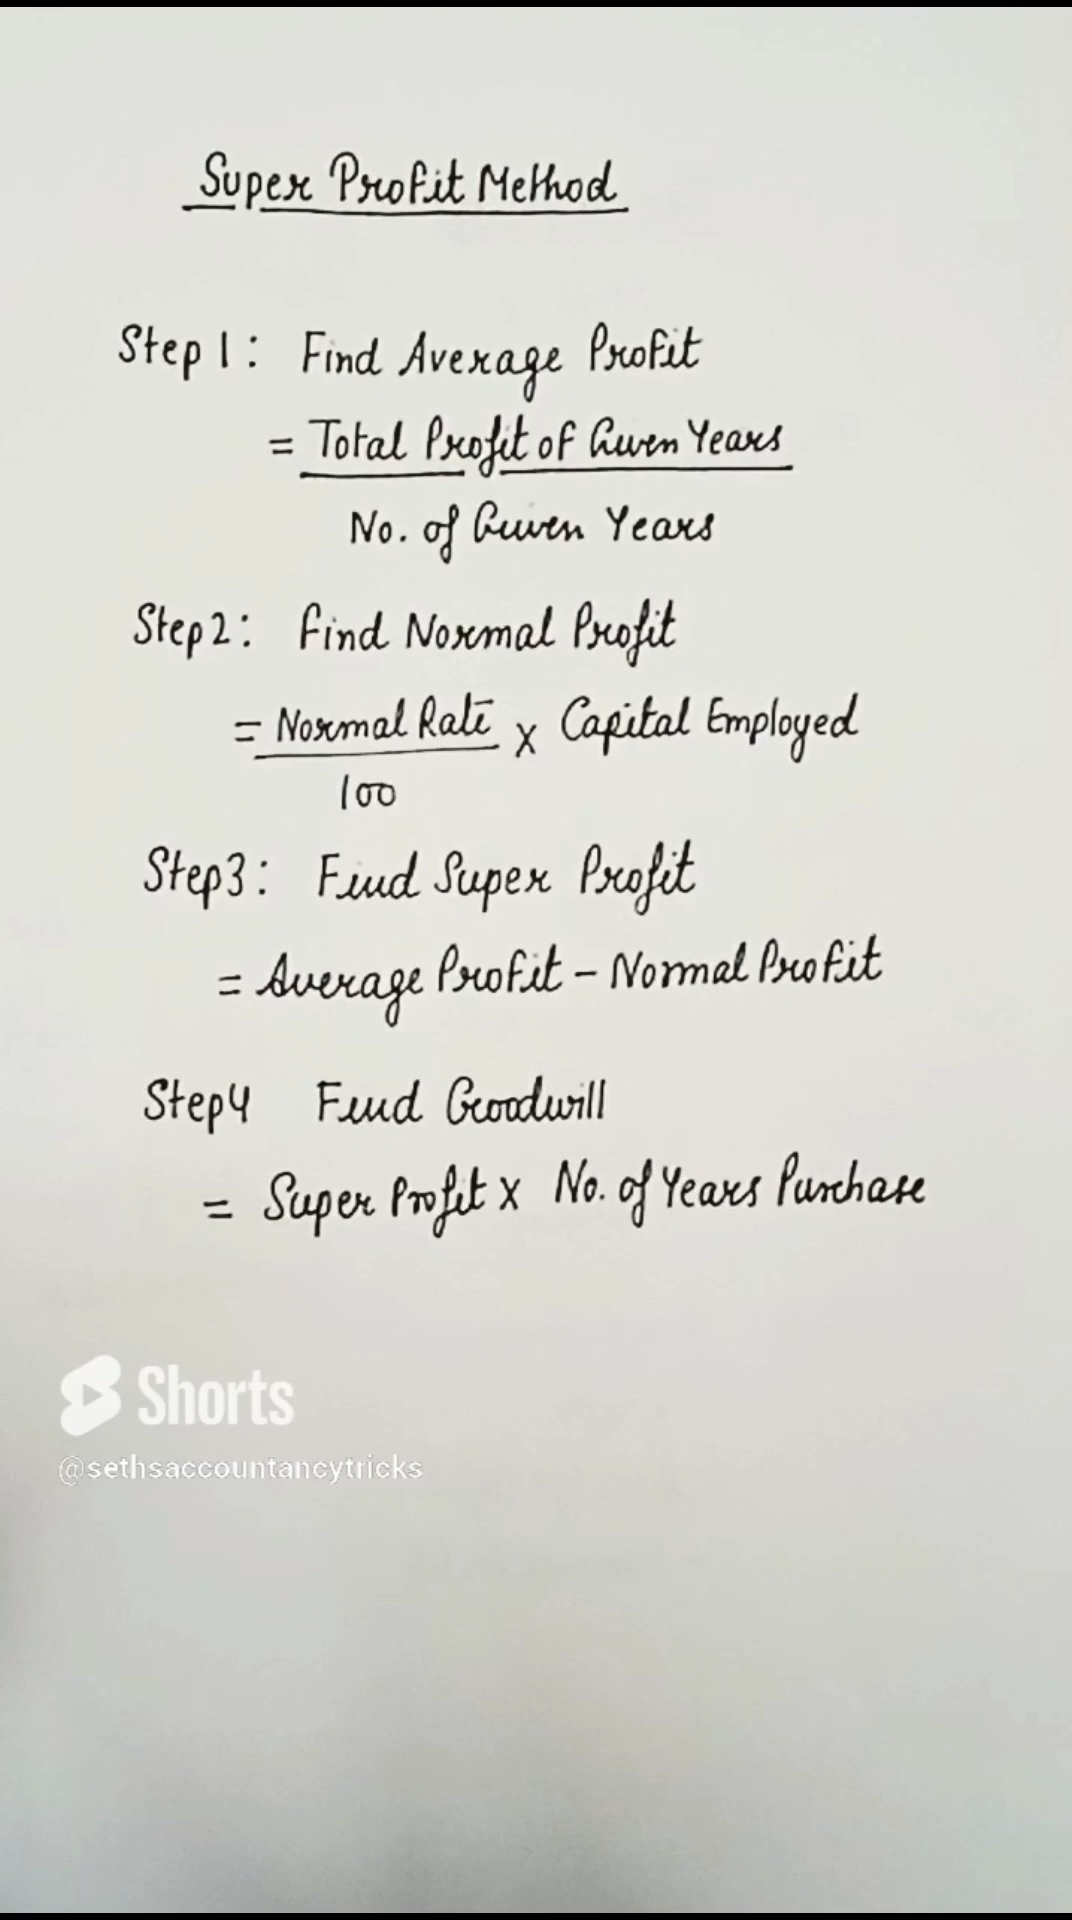 Super Profit Method
Step 1: Find Average Profit
= Total Profit of Given Years
No. of Given Years
Step 2: Find Normal Profit
= Normal Rate x Capital Employed
100
Step 3: Find Super Profit
= Average Profit - Normal Profit
Step 4 Find Goodwill
= Super Profit x No. of Years Purchase
Shorts
@sethsaccountancytricks